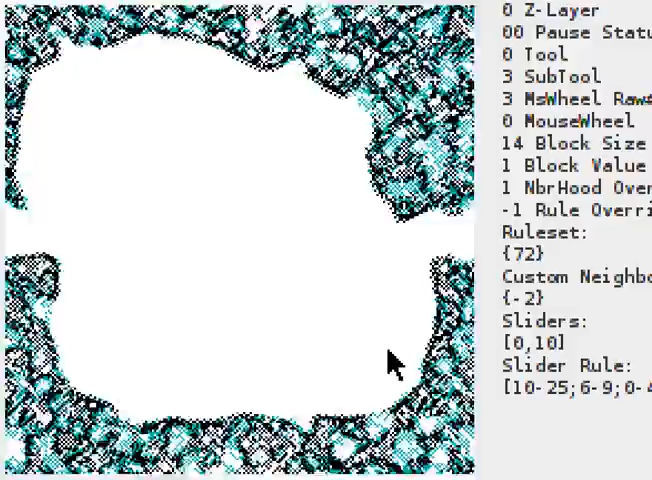 0 Z-Layer
00 Pause Statu
0 Tool
3 SubTool
3 MsWheel Raw
0 MouseWheel
14 Block Size
1 Block Value
1 NbrHood Over
-1 Rule Overri
Ruleset:
{72}
Custom Neighbo
{-2}
Sliders:
[0,10]
Slider Rule:
[10-25;6-9;0-4